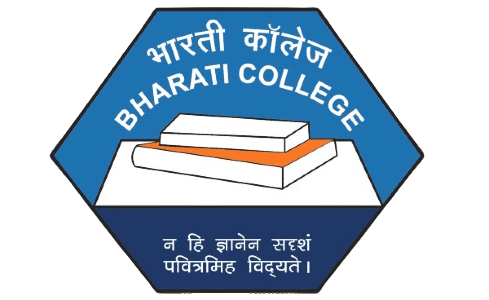 भारती कॉलेज
BHARATI COLLEGE
न हि ज्ञानेन सदृशं
पवित्रमिह विद्यते।